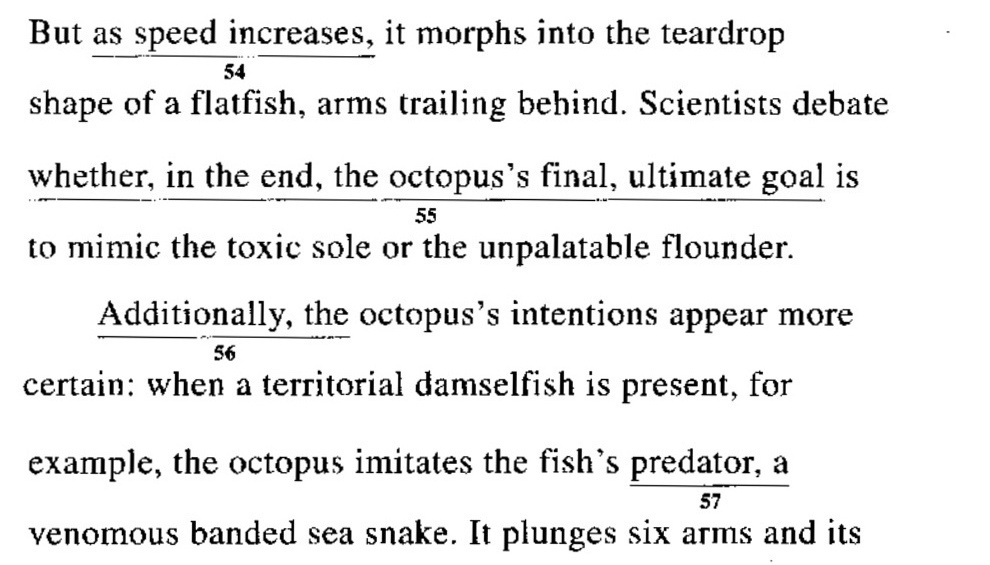 But as speed increases, it morphs into the teardrop
54
shape of a flatfish, arms trailing behind. Scientists debate
whether, in the end, the octopus's final, ultimate goal is
55
to mimic the toxic sole or the unpalatable flounder.
Additionally, the octopus's intentions appear more
56
certain: when a territorial damselfish is present, for
example, the octopus imitates the fish's predator, a
57
venomous banded sea snake. It plunges six arms and its